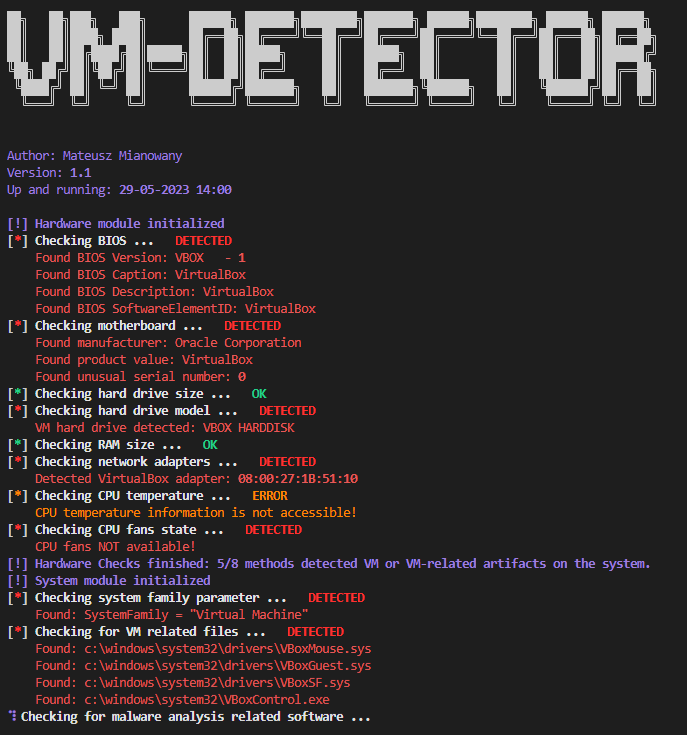 VM-DETECTOR
Author: Mateusz Mianowany
Version: 1.1
Up and running: 29-05-2023 14:00
[!] Hardware module initialized
[*] Checking BIOS ... DETECTED
Found BIOS Version: VBOX - 1
Found BIOS Caption: VirtualBox
Found BIOS Description: VirtualBox
Found BIOS SoftwareElementID: VirtualBox
[*] Checking motherboard ... DETECTED
Found manufacturer: Oracle Corporation
Found product value: VirtualBox
Found unusual serial number: 0
[*] Checking hard drive size ... OK
[*] Checking hard drive model ... DETECTED
VM hard drive detected: VBOX HARDDISK
[*] Checking RAM size ... OK
[*] Checking network adapters ... DETECTED
Detected VirtualBox adapter: 08:00:27:1B:51:10
[*] Checking CPU temperature ... ERROR
CPU temperature information is not accessible!
[*] Checking CPU fans state ... DETECTED
CPU fans NOT available!
[!] Hardware Checks finished: 5/8 methods detected VM or VM-related artifacts on the system.
[!] System module initialized
[*] Checking system family parameter ... DETECTED
Found: SystemFamily = "Virtual Machine"
[*] Checking for VM related files ... DETECTED
Found: c:\windows\system32\drivers\VBoxMouse.sys
Found: c:\windows\system32\drivers\VBoxGuest.sys
Found: c:\windows\system32\drivers\VBoxSF.sys
Found: c:\windows\system32\VBoxControl.exe
Checking for malware analysis related software ...